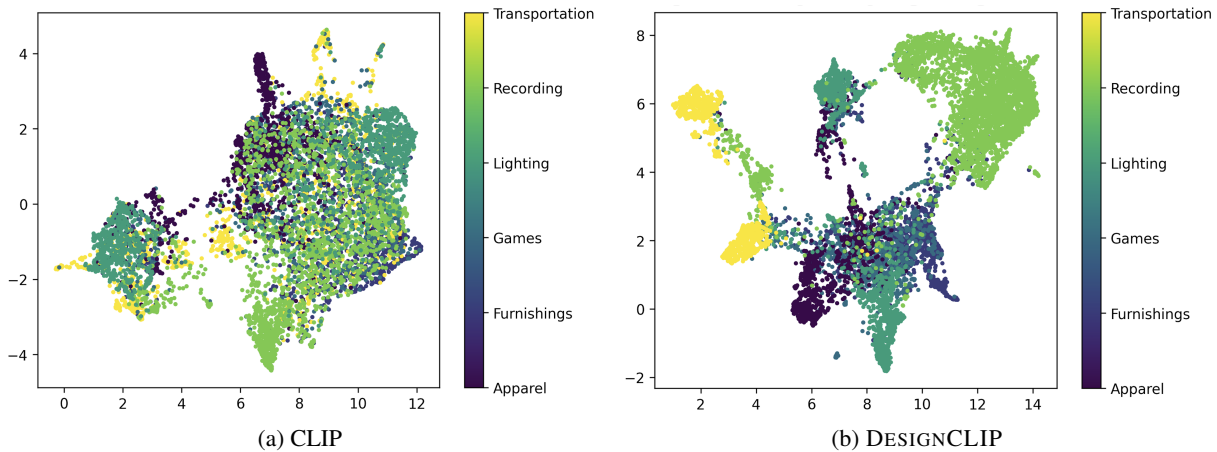 4
2
0
−2
−4
0
2
4
6
8
10
12
Transportation
Recording
Lighting
Games
Furnishings
Apparel
(a) CLIP
8
6
4
2
0
−2
2
4
6
8
10
12
14
Transportation
Recording
Lighting
Games
Furnishings
Apparel
(b) DESIGNCLIP